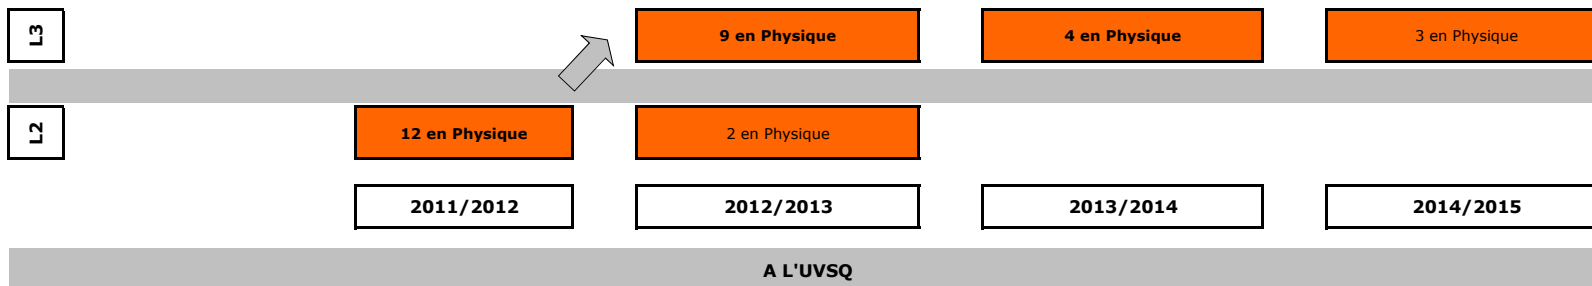 L3
9 en Physique
4 en Physique
3 en Physique
L2
12 en Physique
2 en Physique
2011/2012
2012/2013
2013/2014
2014/2015
A L'UVSQ